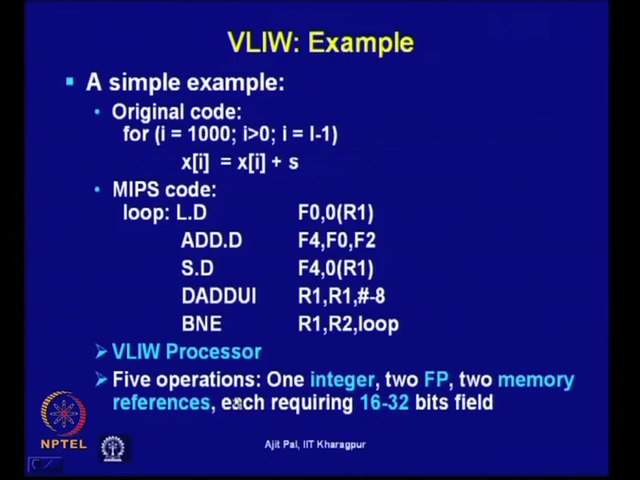 VLIW: Example
A simple example:
Original code:
for (i = 1000; i>0; i = I-1)
x[i] = x[i] + s
MIPS code:
loop: L.D F0,0(R1)
ADD.D F4,F0,F2
S.D F4,0(R1)
DADDUI R1,R1,#-8
BNE R1,R2,loop
VLIW Processor
Five operations: One integer, two FP, two memory
references, each requiring 16-32 bits field
NPTEL
Ajit Pal, IIT Kharagpur